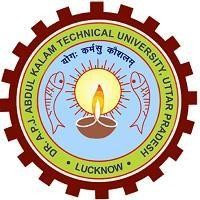 DR. A.P.J. ABDUL KALAM TECHNICAL UNIVERSITY, UTTAR PRADESH
योगः कर्मसु कौशलम्
LUCKNOW